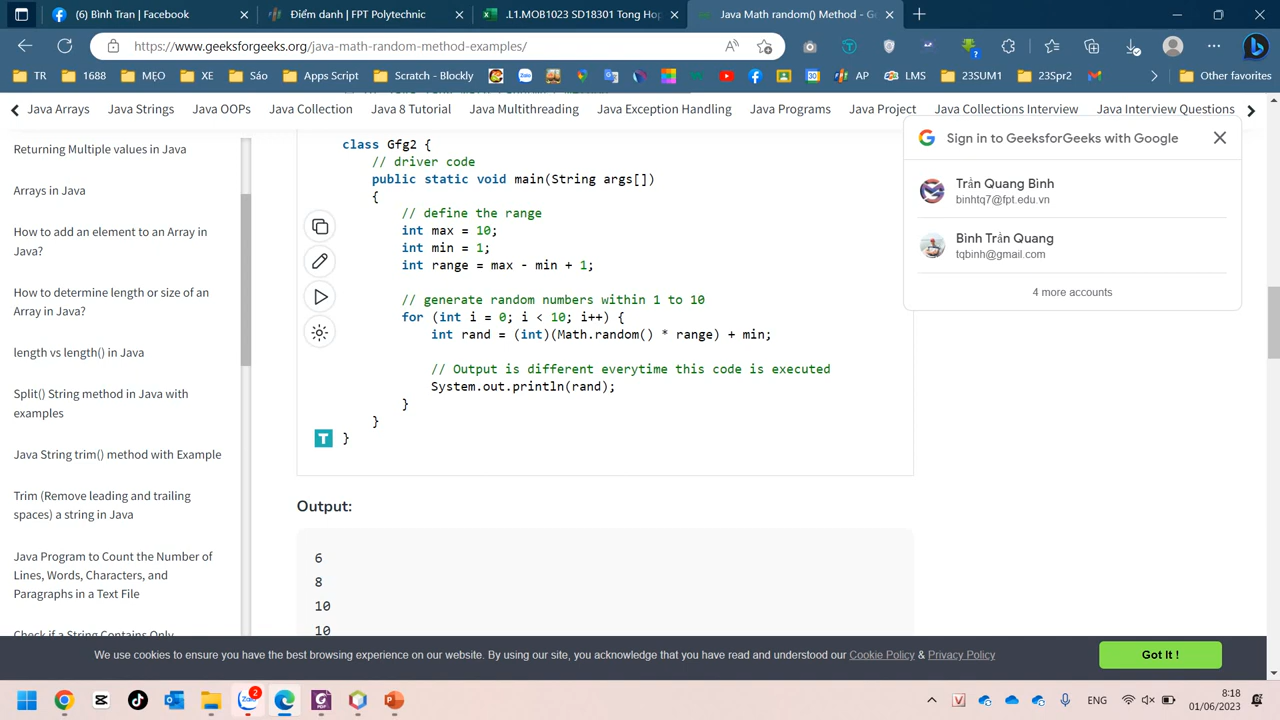 (6) Bình Tran | Facebook
Điểm danh | FPT Polytechnic
.L1.MOB1023 SD18301 Tong Hop
Java Math random() Method - Ge
https://www.geeksforgeeks.org/java-math-random-method-examples/
TR
1688
MẸO
XE
Sáo
Apps Script
Scratch - Blockly
AP
LMS
23SUM1
23Spr2
Other favorites
Java Arrays
Java Strings
Java OOPs
Java Collection
Java 8 Tutorial
Java Multithreading
Java Exception Handling
Java Programs
Java Project
Java Collections Interview
Java Interview Questions
Returning Multiple values in Java
Arrays in Java
How to add an element to an Array in
Java?
How to determine length or size of an
Array in Java?
length vs length() in Java
Split() String method in Java with
examples
Java String trim() method with Example
Trim (Remove leading and trailing
spaces) a string in Java
Java Program to Count the Number of
Lines, Words, Characters, and
Paragraphs in a Text File
Check if a String Contains Only
class Gfg2 {
// driver code
public static void main(String args[])
{
// define the range
int max = 10;
int min = 1;
int range = max - min + 1;
// generate random numbers within 1 to 10
for (int i = 0; i < 10; i++) {
int rand = (int)(Math.random() * range) + min;
// Output is different everytime this code is executed
System.out.println(rand);
}
}
}
Output:
6
8
10
10
Sign in to GeeksforGeeks with Google
Trần Quang Bình
binhtq7@fpt.edu.vn
Bình Trần Quang
tqbinh@gmail.com
4 more accounts
We use cookies to ensure you have the best browsing experience on our website. By using our site, you acknowledge that you have read and understood our Cookie Policy & Privacy Policy
Got It !
2
ENG
8:18
01/06/2023